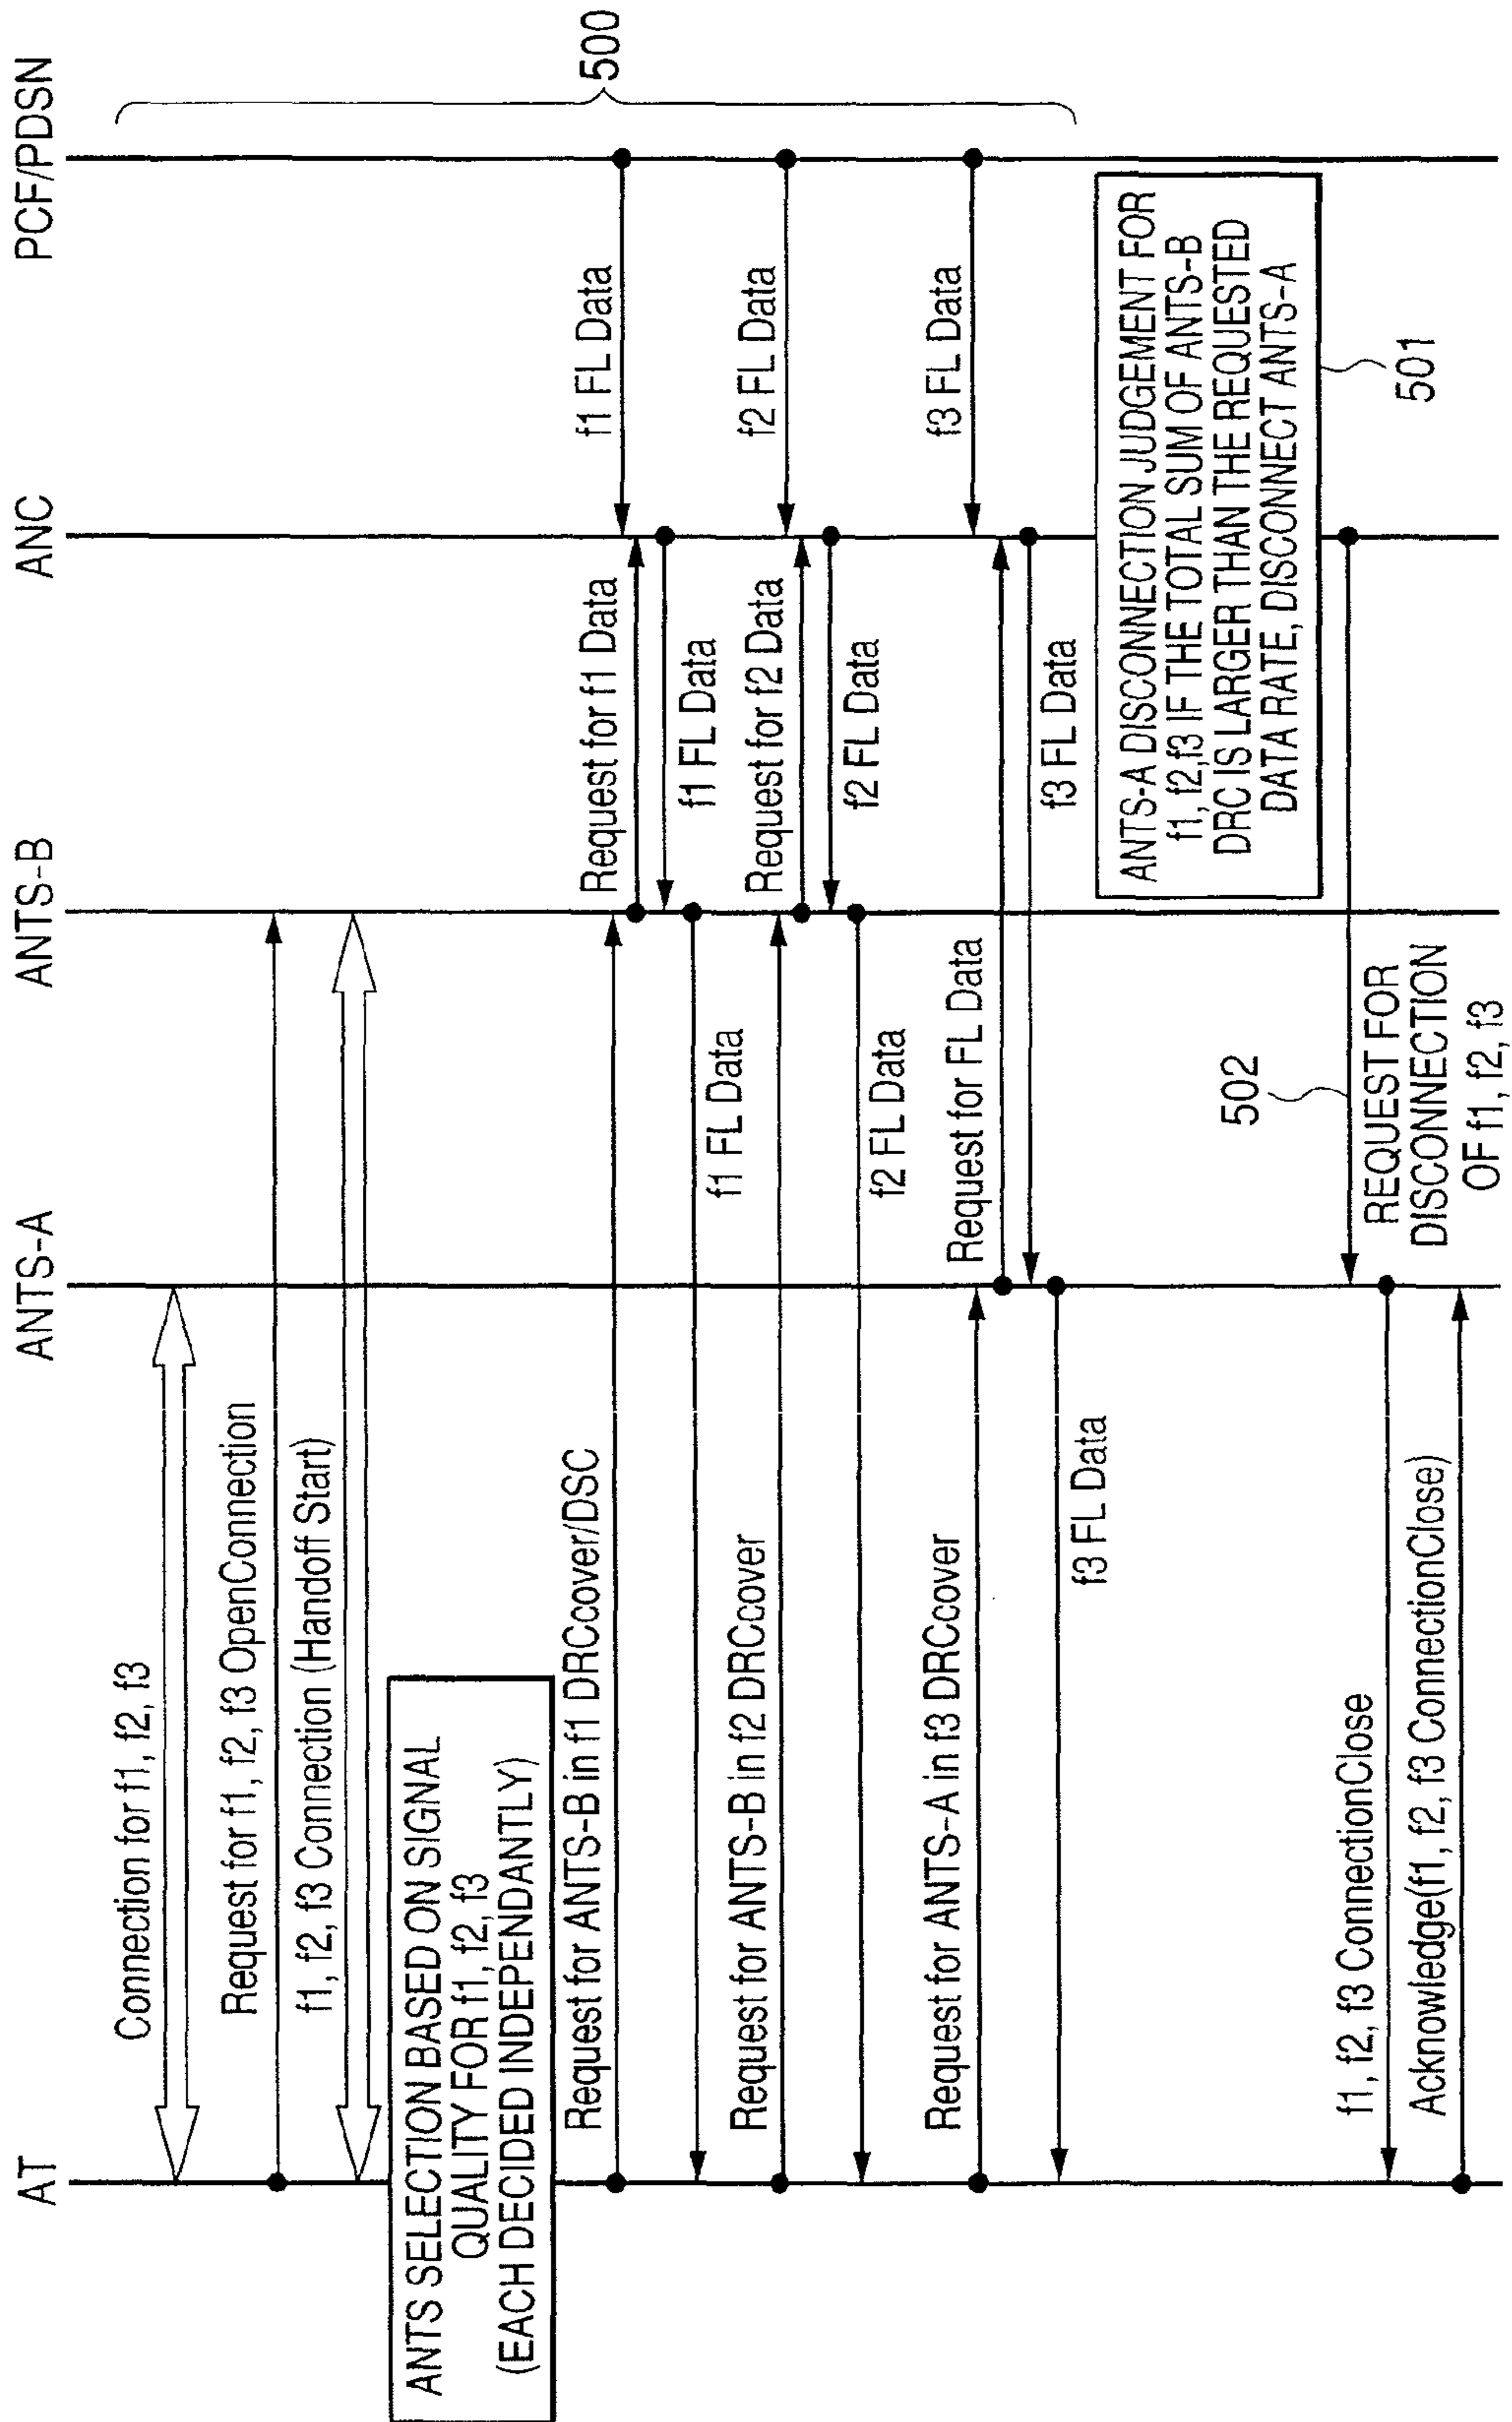 AT
ANTS-A
ANTS-B
ANC
PCF/PDSN
Connection for f1, f2, f3
Request for f1, f2, f3 OpenConnection
f1, f2, f3 Connection (Handoff Start)
ANTS SELECTION BASED ON SIGNAL
QUALITY FOR f1, f2, f3
(EACH DECIDED INDEPENDANTLY)
500
Request for ANTS-B in f1 DRCcover/DSC
f1 FL Data
Request for f1 Data
f1 FL Data
f1 FL Data
Request for ANTS-B in f2 DRCcover
f2 FL Data
Request for f2 Data
f2 FL Data
f2 FL Data
Request for ANTS-A in f3 DRCcover
f3 FL Data
Request for FL Data
f3 FL Data
f3 FL Data
ANTS-A DISCONNECTION JUDGEMENT FOR
f1, f2,f3 IF THE TOTAL SUM OF ANTS-B
DRC IS LARGER THAN THE REQUESTED
DATA RATE, DISCONNECT ANTS-A
501
502
REQUEST FOR
DISCONNECTION
OF f1, f2, f3
f1, f2, f3 ConnectionClose
Acknowledge(f1, f2, f3 ConnectionClose)